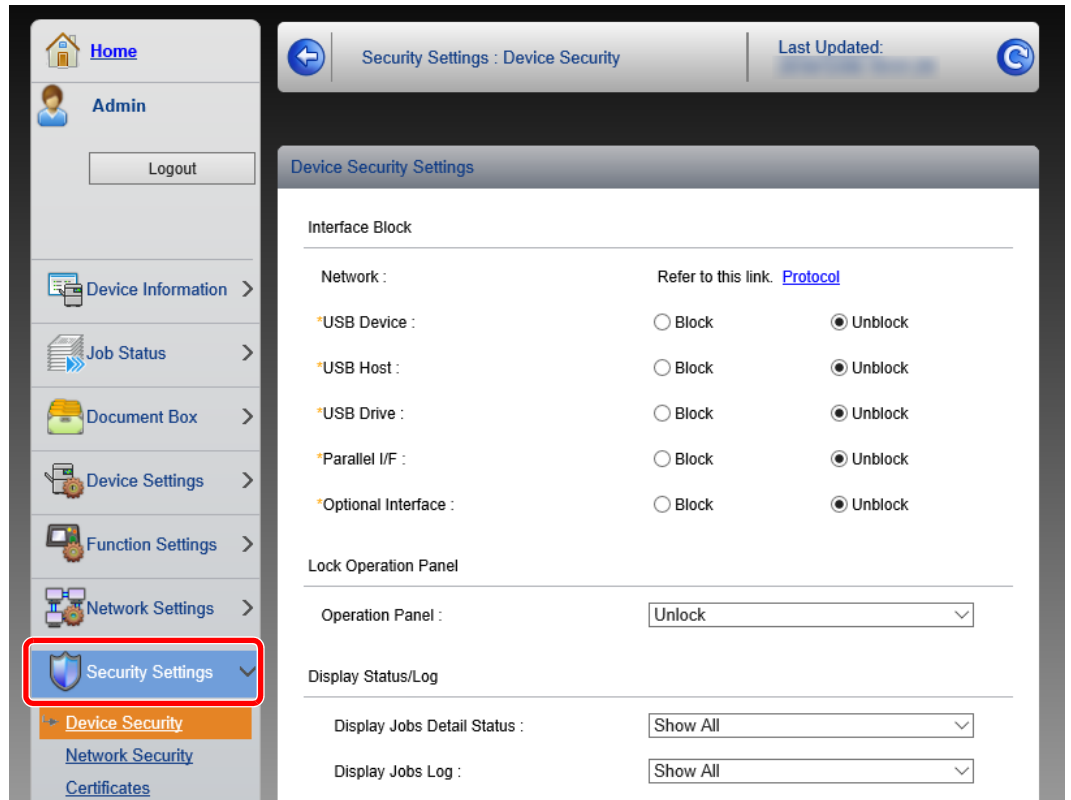 Home
Admin
Logout
Device Information
Job Status
Document Box
Device Settings
Function Settings
Network Settings
Security Settings
Device Security
Network Security
Certificates
Security Settings : Device Security
Last Updated:
Device Security Settings
Interface Block
Network : Refer to this link. Protocol
*USB Device : Block Unblock
*USB Host : Block Unblock
*USB Drive : Block Unblock
*Parallel I/F : Block Unblock
*Optional Interface : Block Unblock
Lock Operation Panel
Operation Panel : Unlock
Display Status/Log
Display Jobs Detail Status : Show All
Display Jobs Log : Show All